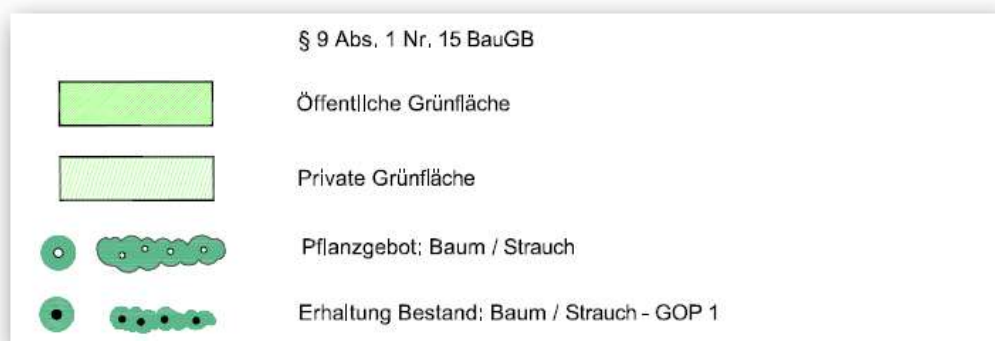 § 9 Abs. 1 Nr. 15 BauGB
Öffentliche Grünfläche
Private Grünfläche
Pflanzgebot: Baum / Strauch
Erhaltung Bestand: Baum / Strauch - GOP 1